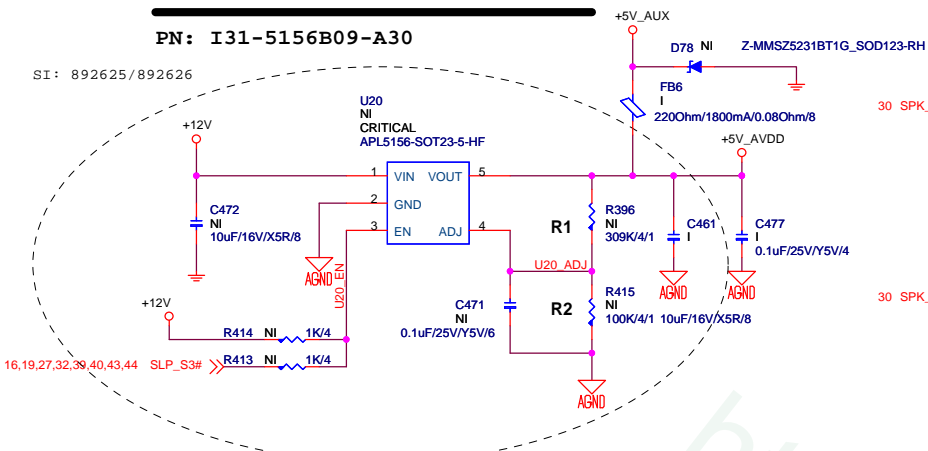 PN: I31-5156B09-A30
SI: 892625/892626
+5V_AUX
D78 NI Z-MMSZ5231BT1G_SOD123-RH
FB6
I
220Ohm/1800mA/0.08Ohm/8
30 SPK_
+5V_AVDD
U20
NI
CRITICAL
APL5156-SOT23-5-HF
+12V
1 VIN VOUT 5
2 GND
3 EN ADJ 4
C472
NI
10uF/16V/X5R/8
AGND
U20_EN
R1
R396
NI
309K/4/1
C461
I
C477
I
0.1uF/25V/Y5V/4
U20_ADJ
AGND
AGND
C471
NI
0.1uF/25V/Y5V/6
R2
R415
NI
100K/4/1 10uF/16V/X5R/8
30 SPK_
+12V
R414 NI 1K/4
R413 NI 1K/4
16,19,27,32,39,40,43,44 SLP_S3#
AGND